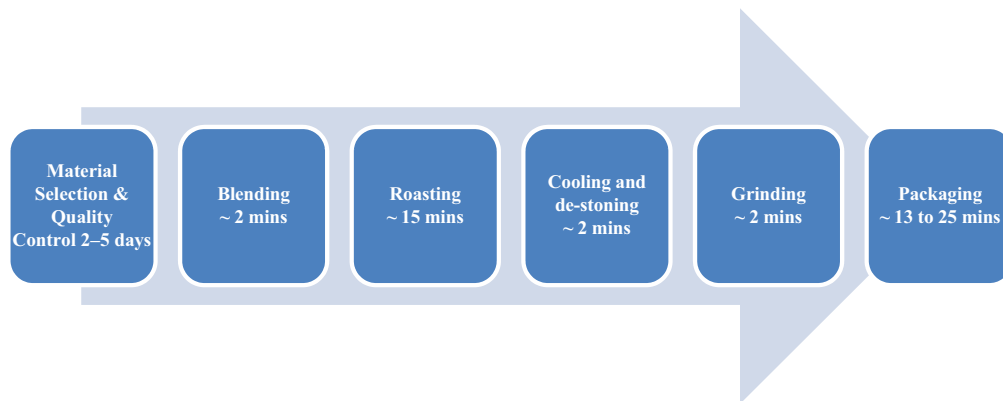 Material
Selection &
Quality
Control 2–5 days
Blending
~ 2 mins
Roasting
~ 15 mins
Cooling and
de-stoning
~ 2 mins
Grinding
~ 2 mins
Packaging
~ 13 to 25 mins